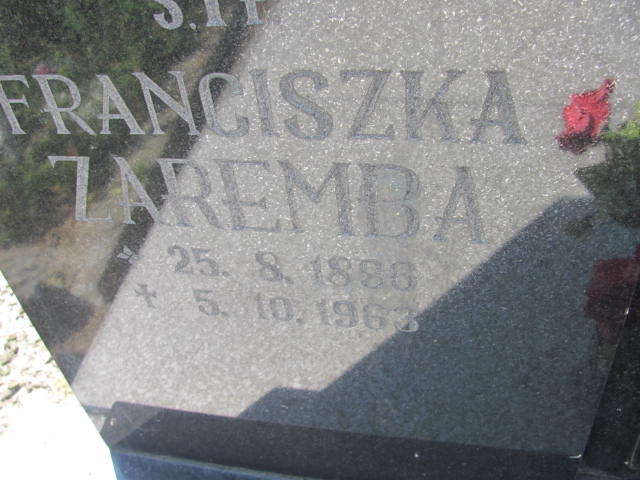 Ś.†P
FRANCISZKA
ZAREMBA
* 25. 8. 1888
† 5. 10. 1963